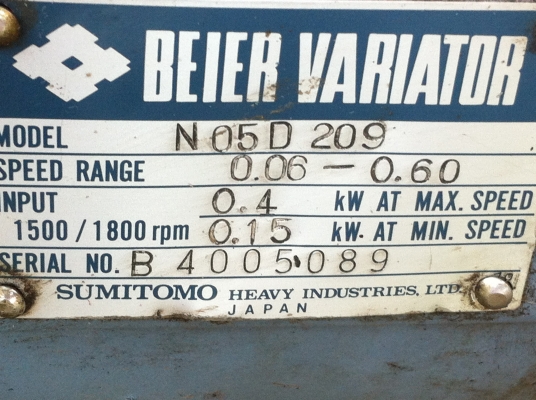 BEIER VARIATOR
MODEL N 05 D 209
SPEED RANGE 0.06 - 0.60
INPUT 0.4 kW AT MAX. SPEED
1500 / 1800 rpm 0.15 kW. AT MIN. SPEED
SERIAL NO. B 4005089
SUMITOMO HEAVY INDUSTRIES, LTD.
JAPAN